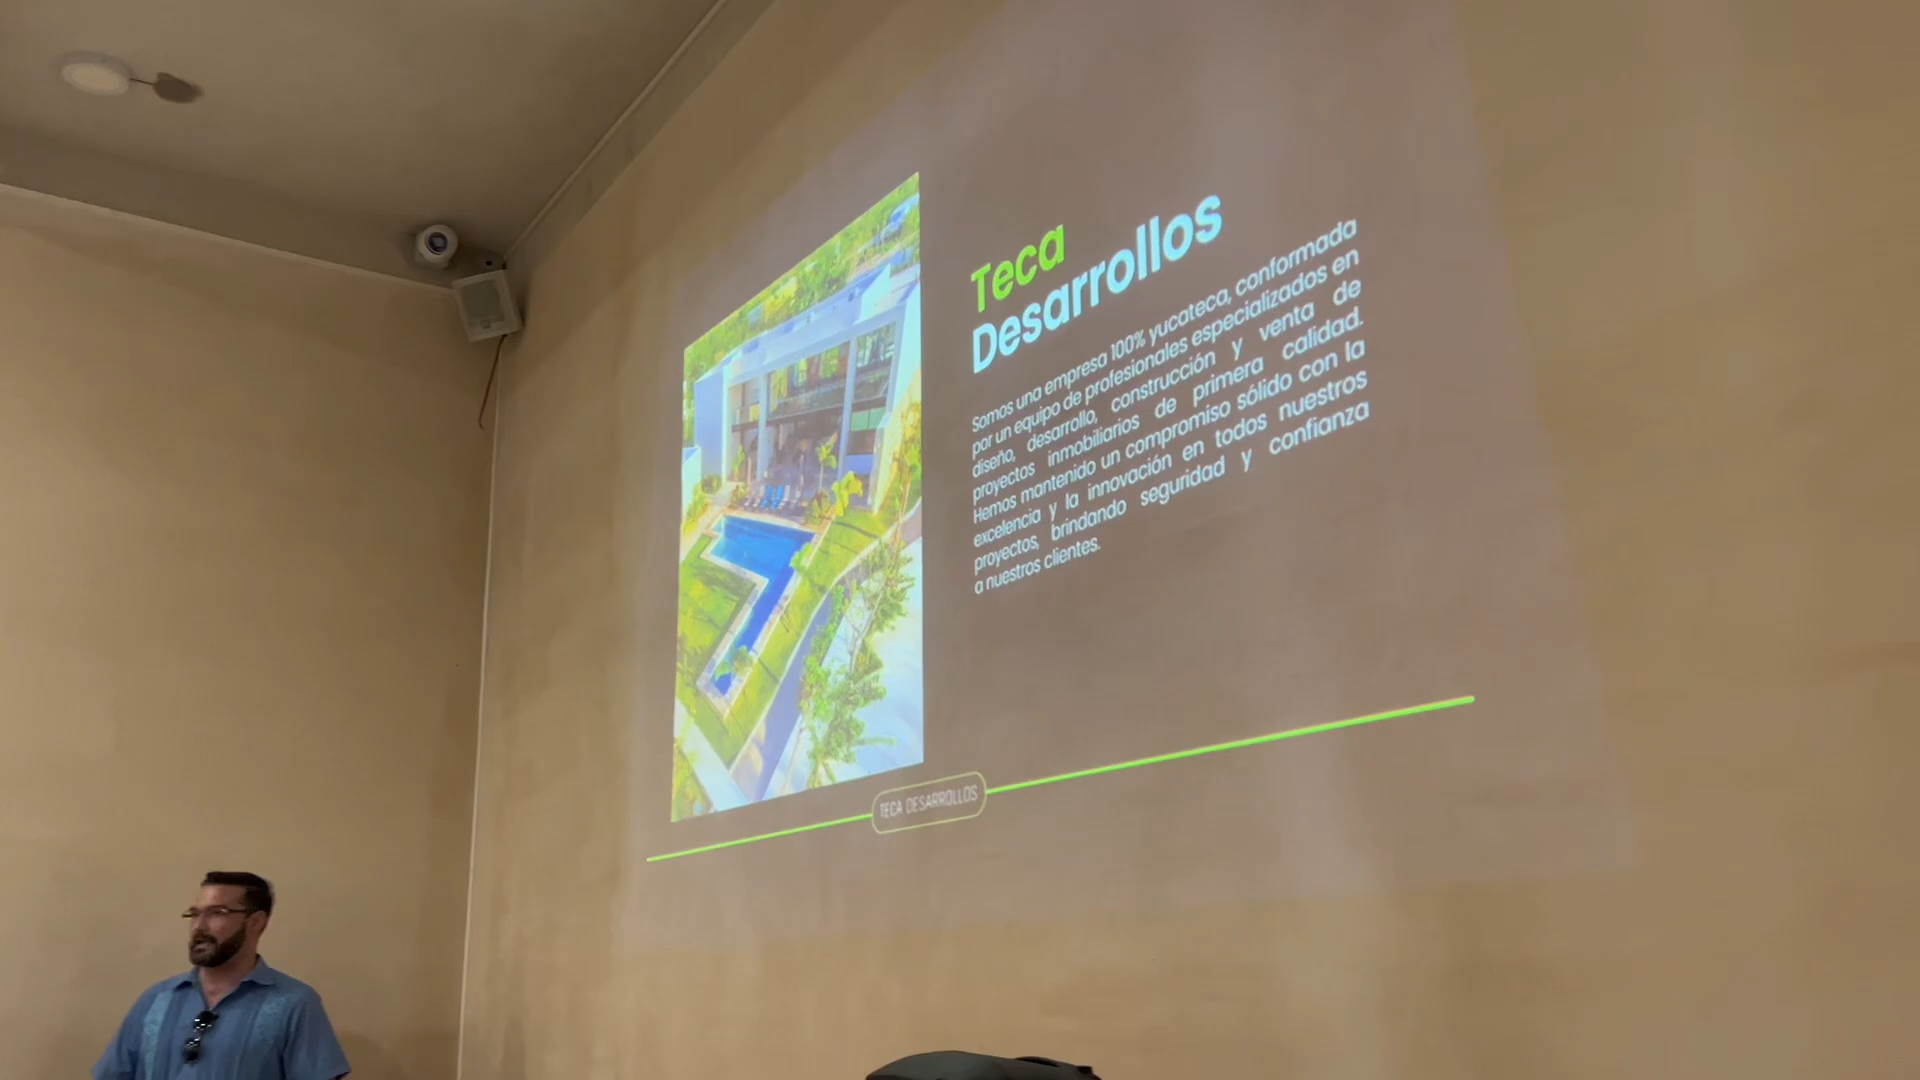 Teca
Desarrollos
Somos una empresa 100% yucateca, conformada
por un equipo de profesionales especializados en
diseño, desarrollo, construcción y venta de
proyectos inmobiliarios de primera calidad.
Hemos mantenido un compromiso sólido con la
excelencia y la innovación en todos nuestros
proyectos, brindando seguridad y confianza
a nuestros clientes.
TECA DESARROLLOS